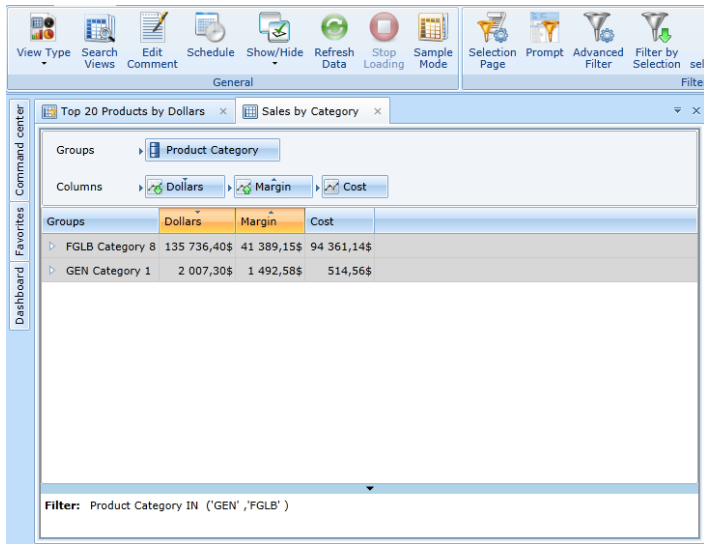 View Type
Search Views
Edit Comment
Schedule
Show/Hide
Refresh Data
Stop Loading
Sample Mode
Selection Page
Prompt
Advanced Filter
Filter by Selection
sel
General
Filte
Command center
Favorites
Dashboard
Top 20 Products by Dollars
Sales by Category
Groups
Product Category
Columns
Dollars
Margin
Cost
Groups Dollars Margin Cost
FGLB Category 8 135 736,40$ 41 389,15$ 94 361,14$
GEN Category 1 2 007,30$ 1 492,58$ 514,56$
Filter: Product Category IN ('GEN' ,'FGLB' )